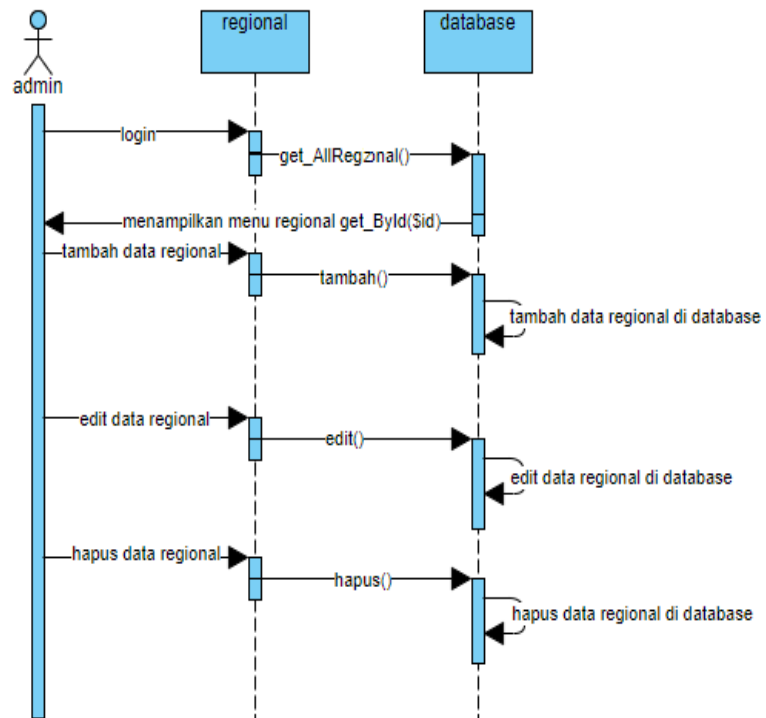 regional
database
admin
login
get_AllRegional()
menampilkan menu regional get_ById($id)
tambah data regional
tambah()
tambah data regional di database
edit data regional
edit()
edit data regional di database
hapus data regional
hapus()
hapus data regional di database